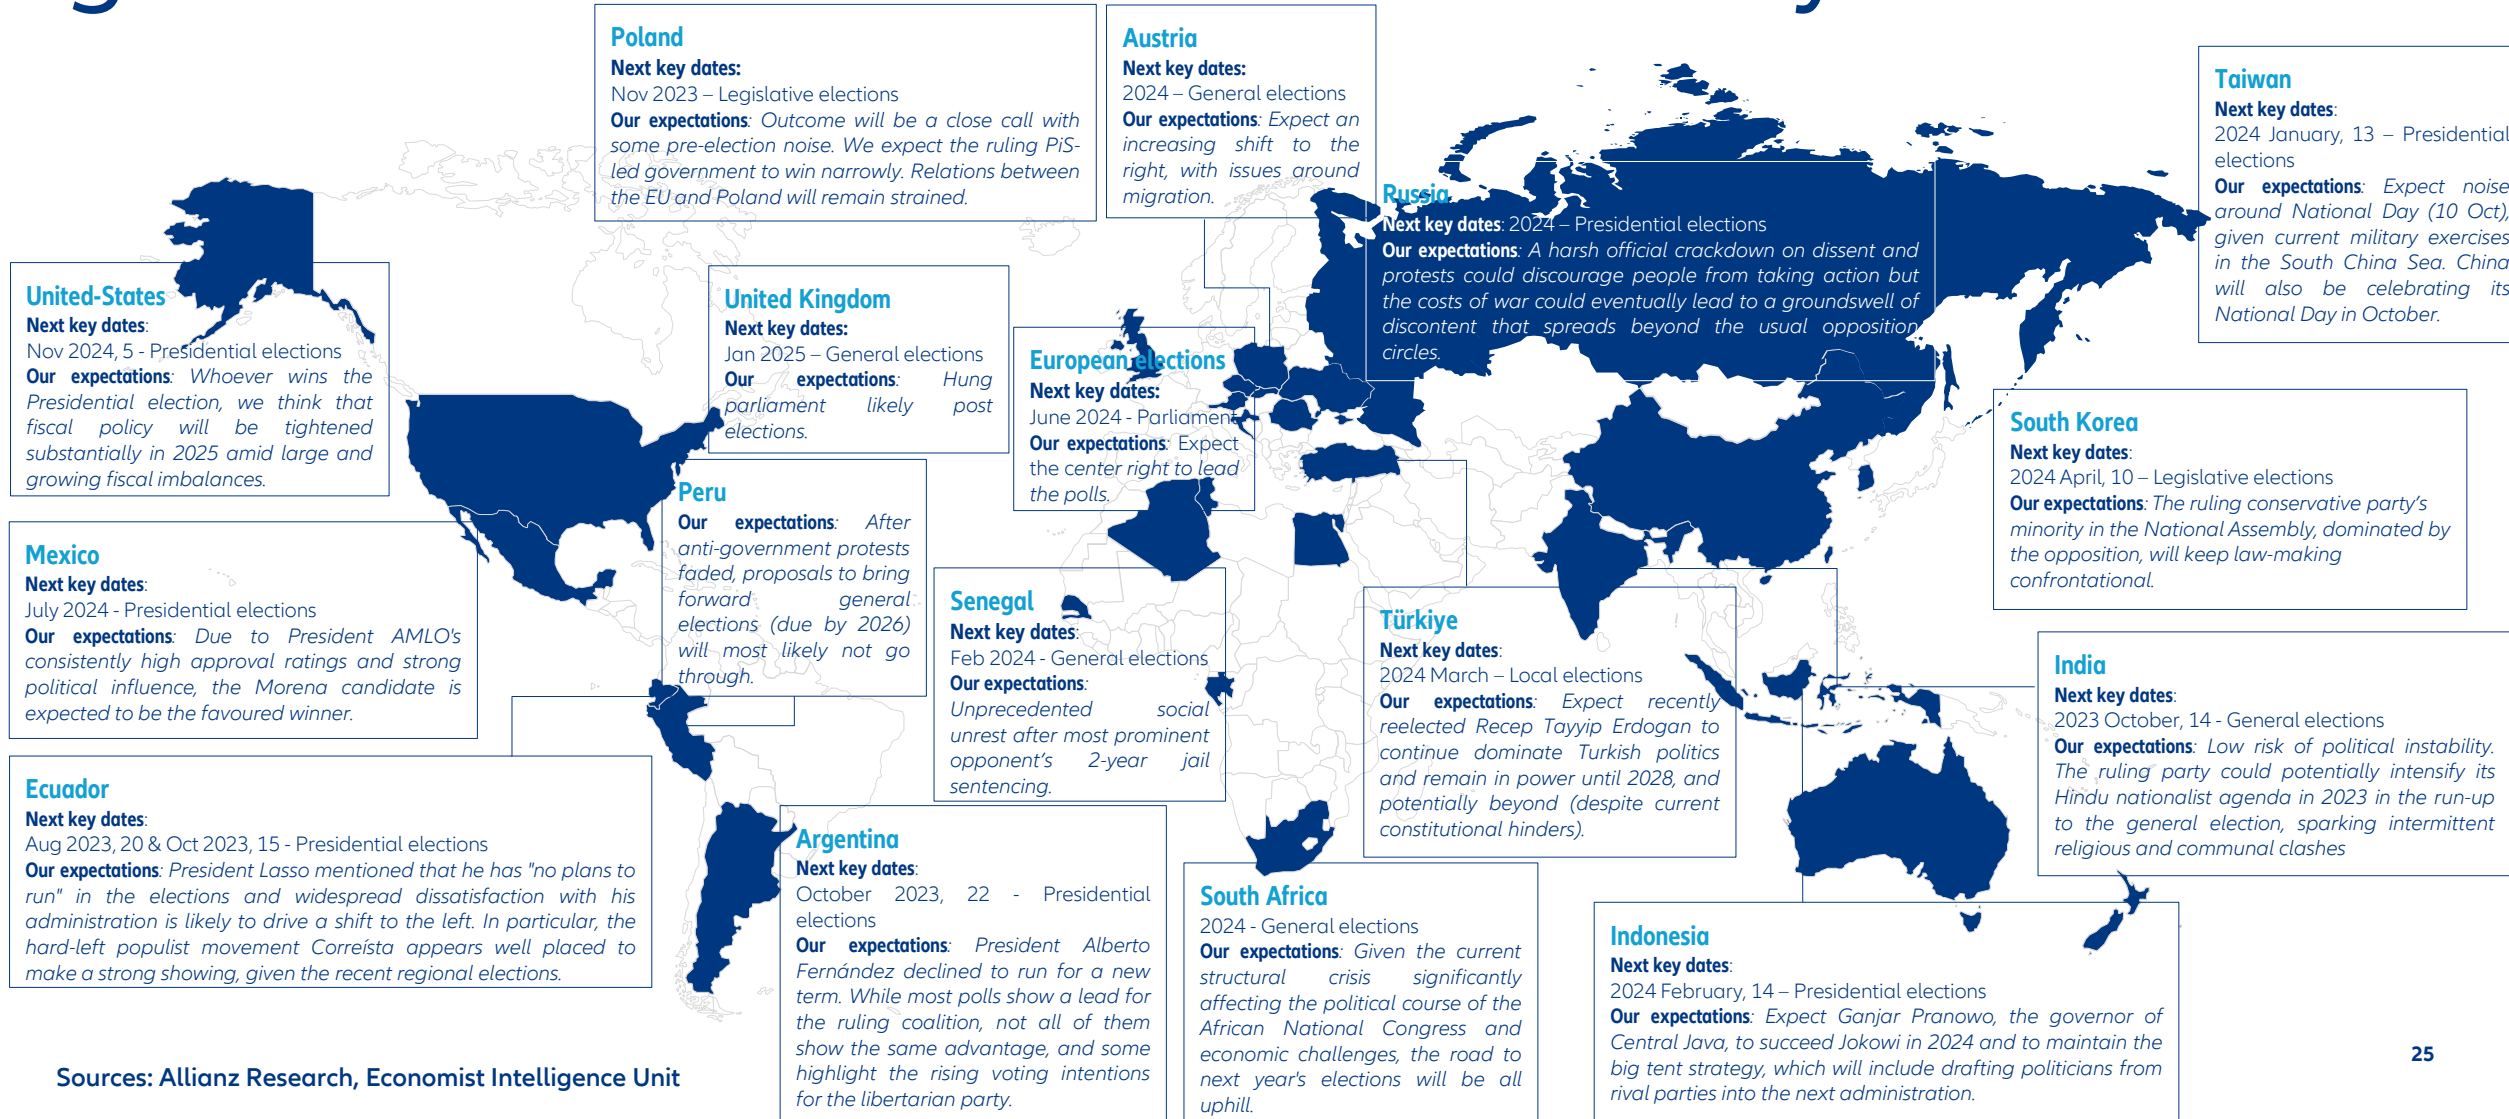 Poland
Next key dates:
Nov 2023 – Legislative elections
Our expectations: Outcome will be a close call with
some pre-election noise. We expect the ruling PiS-
led government to win narrowly. Relations between
the EU and Poland will remain strained.
Austria
Next key dates:
2024 – General elections
Our expectations: Expect an
increasing shift to the
right, with issues around
migration.
Taiwan
Next key dates:
2024 January, 13 – Presidential
elections
Our expectations: Expect noise
around National Day (10 Oct),
given current military exercises
in the South China Sea. China
will also be celebrating its
National Day in October.
Russia
Next key dates: 2024 – Presidential elections
Our expectations: A harsh official crackdown on dissent and
protests could discourage people from taking action but
the costs of war could eventually lead to a groundswell of
discontent that spreads beyond the usual opposition
circles.
United-States
Next key dates:
Nov 2024, 5 - Presidential elections
Our expectations: Whoever wins the
Presidential election, we think that
fiscal policy will be tightened
substantially in 2025 amid large and
growing fiscal imbalances.
United Kingdom
Next key dates:
Jan 2025 – General elections
Our expectations: Hung
parliament likely post
elections.
European elections
Next key dates:
June 2024 - Parliament
Our expectations: Expect
the center right to lead
the polls.
South Korea
Next key dates:
2024 April, 10 – Legislative elections
Our expectations: The ruling conservative party’s
minority in the National Assembly, dominated by
the opposition, will keep law-making
confrontational.
Peru
Our expectations: After
anti-government protests
faded, proposals to bring
forward general
elections (due by 2026)
will most likely not go
through.
Mexico
Next key dates:
July 2024 - Presidential elections
Our expectations: Due to President AMLO's
consistently high approval ratings and strong
political influence, the Morena candidate is
expected to be the favoured winner.
Senegal
Next key dates:
Feb 2024 - General elections
Our expectations:
Unprecedented social
unrest after most prominent
opponent’s 2-year jail
sentencing.
Türkiye
Next key dates:
2024 March – Local elections
Our expectations: Expect recently
reelected Recep Tayyip Erdogan to
continue dominate Turkish politics
and remain in power until 2028, and
potentially beyond (despite current
constitutional hinders).
India
Next key dates:
2023 October, 14 - General elections
Our expectations: Low risk of political instability.
The ruling party could potentially intensify its
Hindu nationalist agenda in 2023 in the run-up
to the general election, sparking intermittent
religious and communal clashes
Ecuador
Next key dates:
Aug 2023, 20 & Oct 2023, 15 - Presidential elections
Our expectations: President Lasso mentioned that he has "no plans to
run" in the elections and widespread dissatisfaction with his
administration is likely to drive a shift to the left. In particular, the
hard-left populist movement Correísta appears well placed to
make a strong showing, given the recent regional elections.
Argentina
Next key dates:
October 2023, 22 - Presidential
elections
Our expectations: President Alberto
Fernández declined to run for a new
term. While most polls show a lead for
the ruling coalition, not all of them
show the same advantage, and some
highlight the rising voting intentions
for the libertarian party.
South Africa
2024 - General elections
Our expectations: Given the current
structural crisis significantly
affecting the political course of the
African National Congress and
economic challenges, the road to
next year's elections will be all
uphill.
Indonesia
Next key dates:
2024 February, 14 – Presidential elections
Our expectations: Expect Ganjar Pranowo, the governor of
Central Java, to succeed Jokowi in 2024 and to maintain the
big tent strategy, which will include drafting politicians from
rival parties into the next administration.
Sources: Allianz Research, Economist Intelligence Unit
25